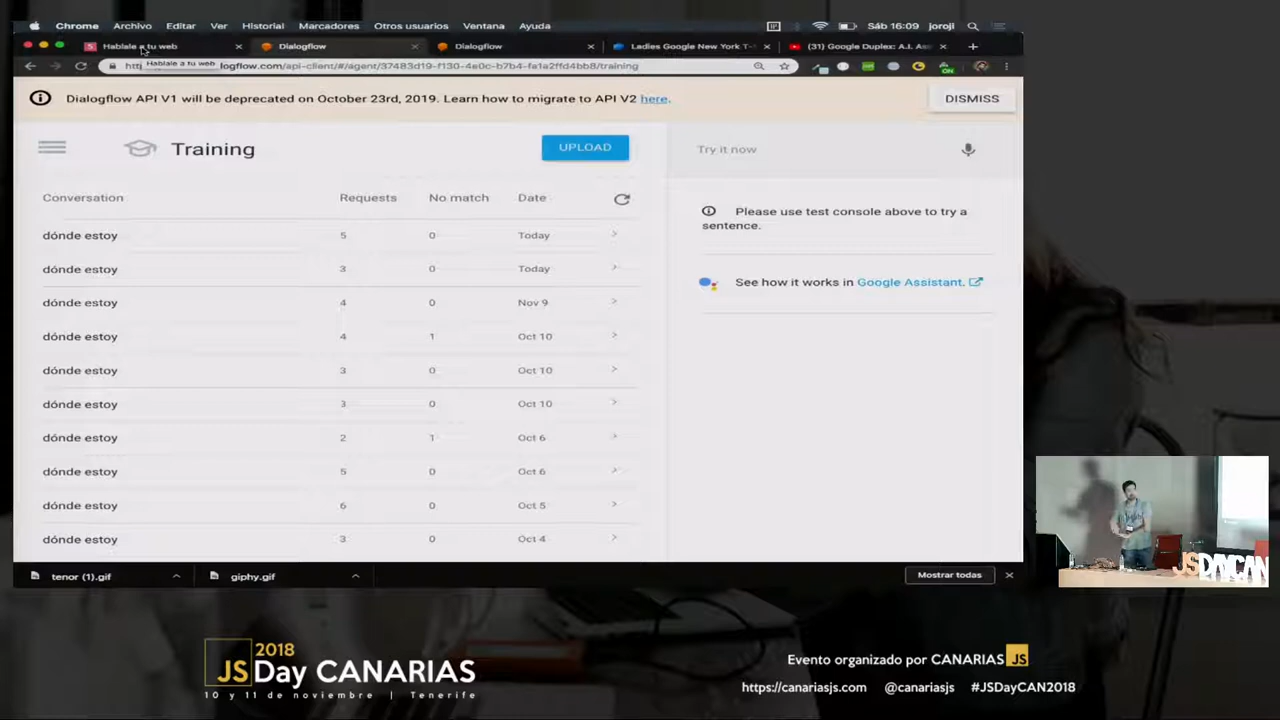 Chrome Archivo Editar Ver Historial Marcadores Otros usuarios Ventana Ayuda Sáb 16:09 joroji
Háblale a tu web Dialogflow Dialogflow Ladies Google New York T- (31) Google Duplex: A.I. As
Háblale a tu web
logflow.com/api-client/#/agent/37483d19-f130-4e0c-b7b4-fa1a2ffd4bb8/training
ON
Dialogflow API V1 will be deprecated on October 23rd, 2019. Learn how to migrate to API V2 here.
DISMISS
Training
UPLOAD
Try it now
Conversation Requests No match Date
dónde estoy 5 0 Today
dónde estoy 3 0 Today
dónde estoy 4 0 Nov 9
dónde estoy 4 1 Oct 10
dónde estoy 3 0 Oct 10
dónde estoy 3 0 Oct 10
dónde estoy 2 1 Oct 6
dónde estoy 5 0 Oct 6
dónde estoy 6 0 Oct 5
dónde estoy 3 0 Oct 4
Please use test console above to try a
sentence.
See how it works in Google Assistant.
tenor (1).gif giphy.gif Mostrar todas
JSDAYCAN
2018
JSDay CANARIAS
10 y 11 de noviembre | Tenerife
Evento organizado por CANARIAS JS
https://canariasjs.com @canariasjs #JSDayCAN2018